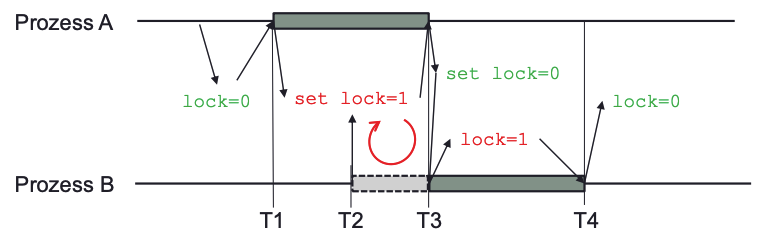 Prozess A
lock=0
set lock=1
set lock=0
lock=1
lock=0
Prozess B
T1 T2 T3 T4